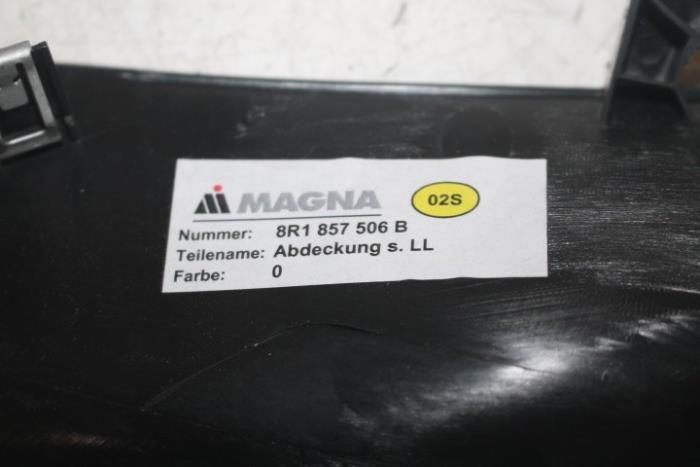 MAGNA 02S
Nummer: 8R1 857 506 B
Teilename: Abdeckung s. LL
Farbe: 0